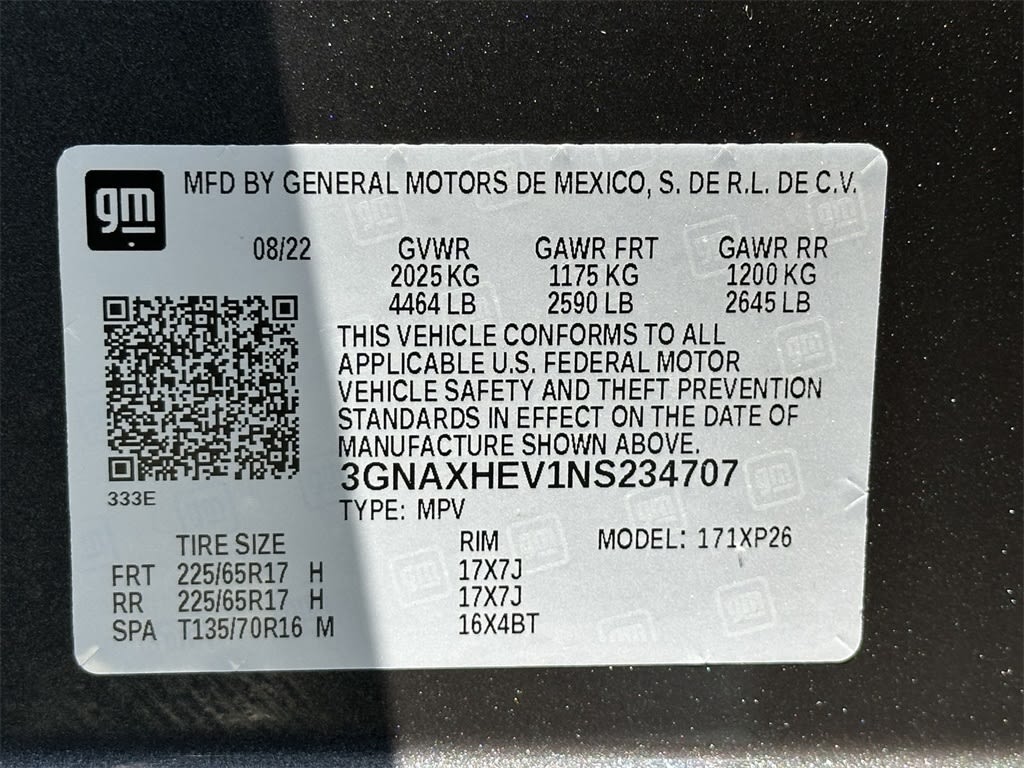 gm
MFD BY GENERAL MOTORS DE MEXICO, S. DE R.L. DE C.V.
08/22 GVWR GAWR FRT GAWR RR
2025 KG 1175 KG 1200 KG
4464 LB 2590 LB 2645 LB
THIS VEHICLE CONFORMS TO ALL
APPLICABLE U.S. FEDERAL MOTOR
VEHICLE SAFETY AND THEFT PREVENTION
STANDARDS IN EFFECT ON THE DATE OF
MANUFACTURE SHOWN ABOVE.
3GNAXHEV1NS234707
333E
TYPE: MPV
TIRE SIZE RIM MODEL: 171XP26
FRT 225/65R17 H 17X7J
RR 225/65R17 H 17X7J
SPA T135/70R16 M 16X4BT